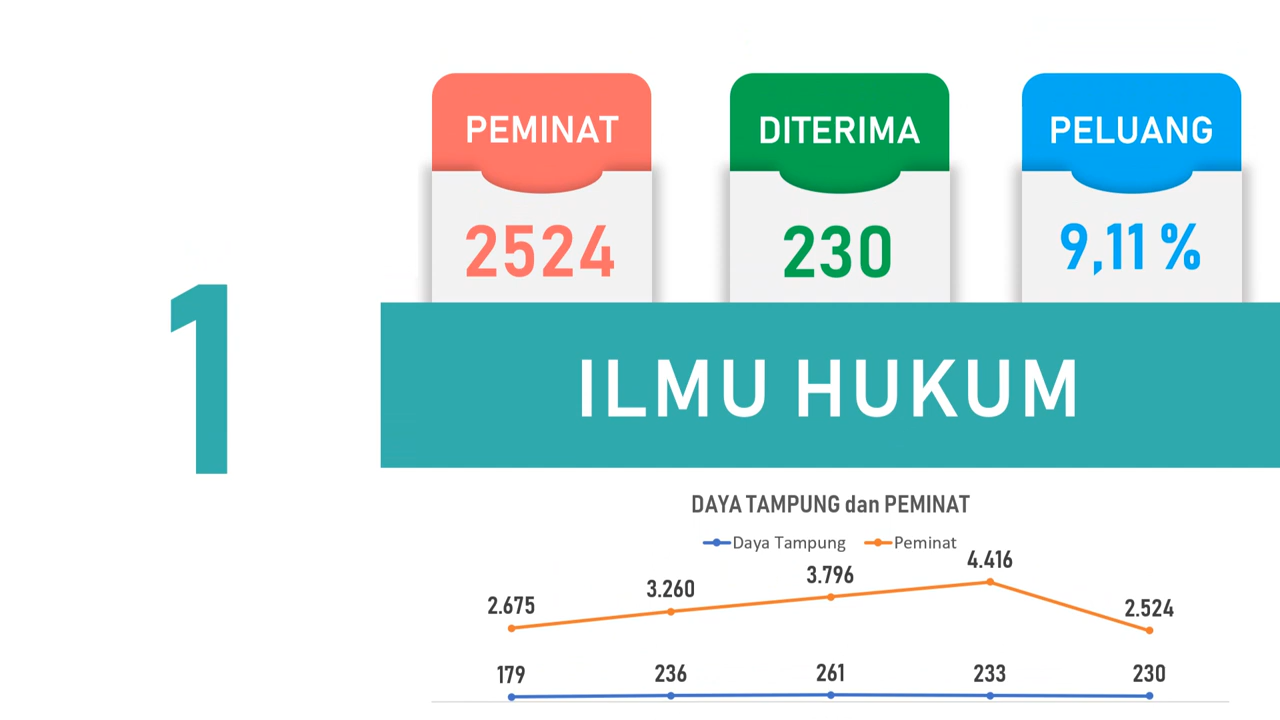 PEMINAT
DITERIMA
PELUANG
2524
230
9,11 %
1
ILMU HUKUM
DAYA TAMPUNG dan PEMINAT
Daya Tampung
Peminat
2.675
3.260
3.796
4.416
2.524
179
236
261
233
230